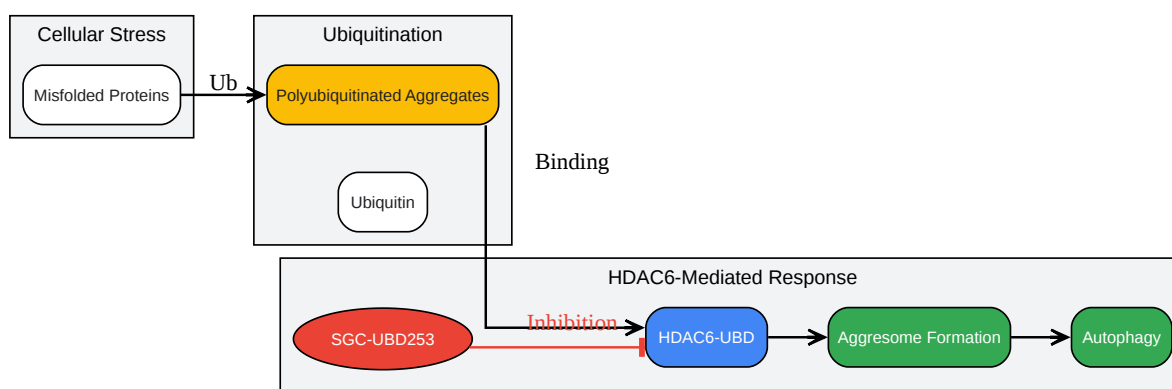 Cellular Stress
Misfolded Proteins
Ub
Ubiquitination
Polyubiquitinated Aggregates
Ubiquitin
Binding
HDAC6-Mediated Response
SGC-UBD253
Inhibition
HDAC6-UBD
Aggresome Formation
Autophagy